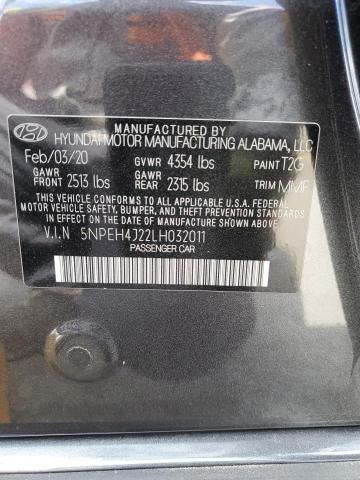 MANUFACTURED BY
HYUNDAI MOTOR MANUFACTURING ALABAMA, LLC
Feb/03/20 GVWR 4354 lbs PAINT T2G
GAWR FRONT 2513 lbs GAWR REAR 2315 lbs TRIM MMF
THIS VEHICLE CONFORMS TO ALL APPLICABLE FEDERAL
MOTOR VEHICLE SAFETY, BUMPER, AND THEFT PREVENTION STANDARDS
IN EFFECT ON THE DATE OF MANUFACTURE SHOWN ABOVE.
V.I.N 5NPEH4J22LH032011
PASSENGER CAR